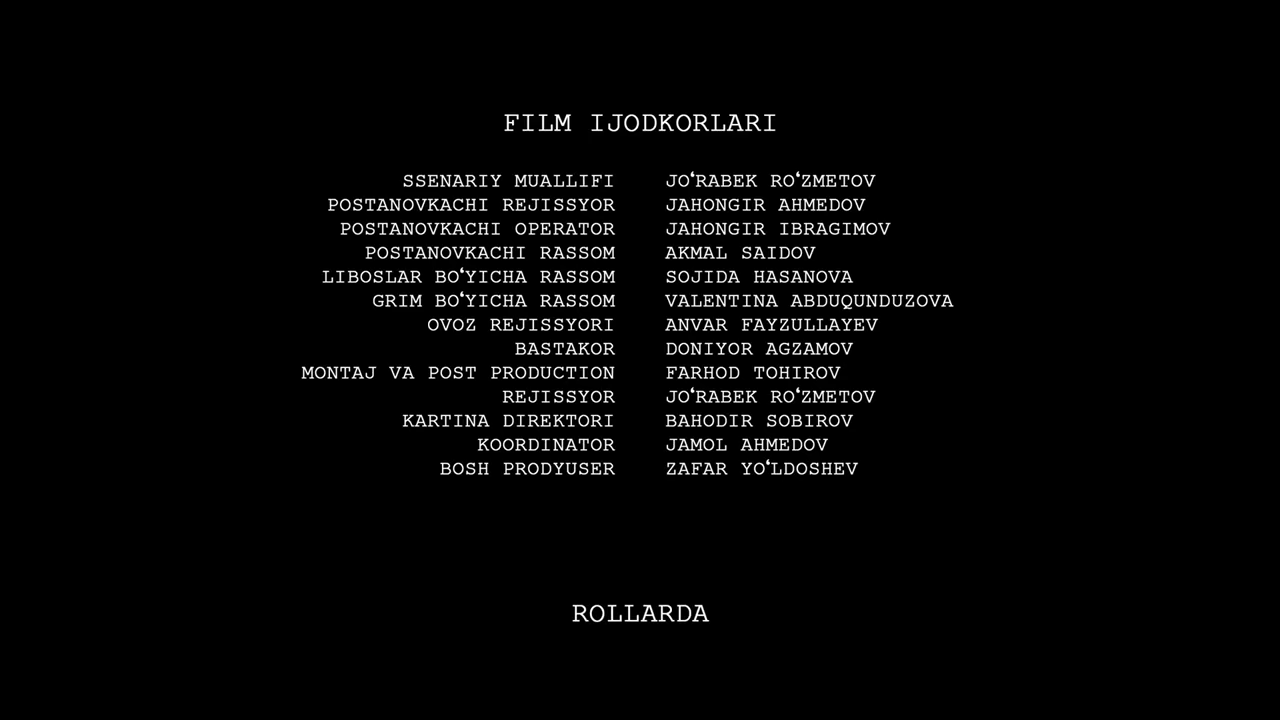 FILM IJODKORLARI
SSENARIY MUALLIFI JOʻRABEK ROʻZMETOV
POSTANOVKACHI REJISSYOR JAHONGIR AHMEDOV
POSTANOVKACHI OPERATOR JAHONGIR IBRAGIMOV
POSTANOVKACHI RASSOM AKMAL SAIDOV
LIBOSLAR BOʻYICHA RASSOM SOJIDA HASANOVA
GRIM BOʻYICHA RASSOM VALENTINA ABDUQUNDUZOVA
OVOZ REJISSYORI ANVAR FAYZULLAYEV
BASTAKOR DONIYOR AGZAMOV
MONTAJ VA POST PRODUCTION FARHOD TOHIROV
REJISSYOR JOʻRABEK ROʻZMETOV
KARTINA DIREKTORI BAHODIR SOBIROV
KOORDINATOR JAMOL AHMEDOV
BOSH PRODYUSER ZAFAR YOʻLDOSHEV
ROLLARDA